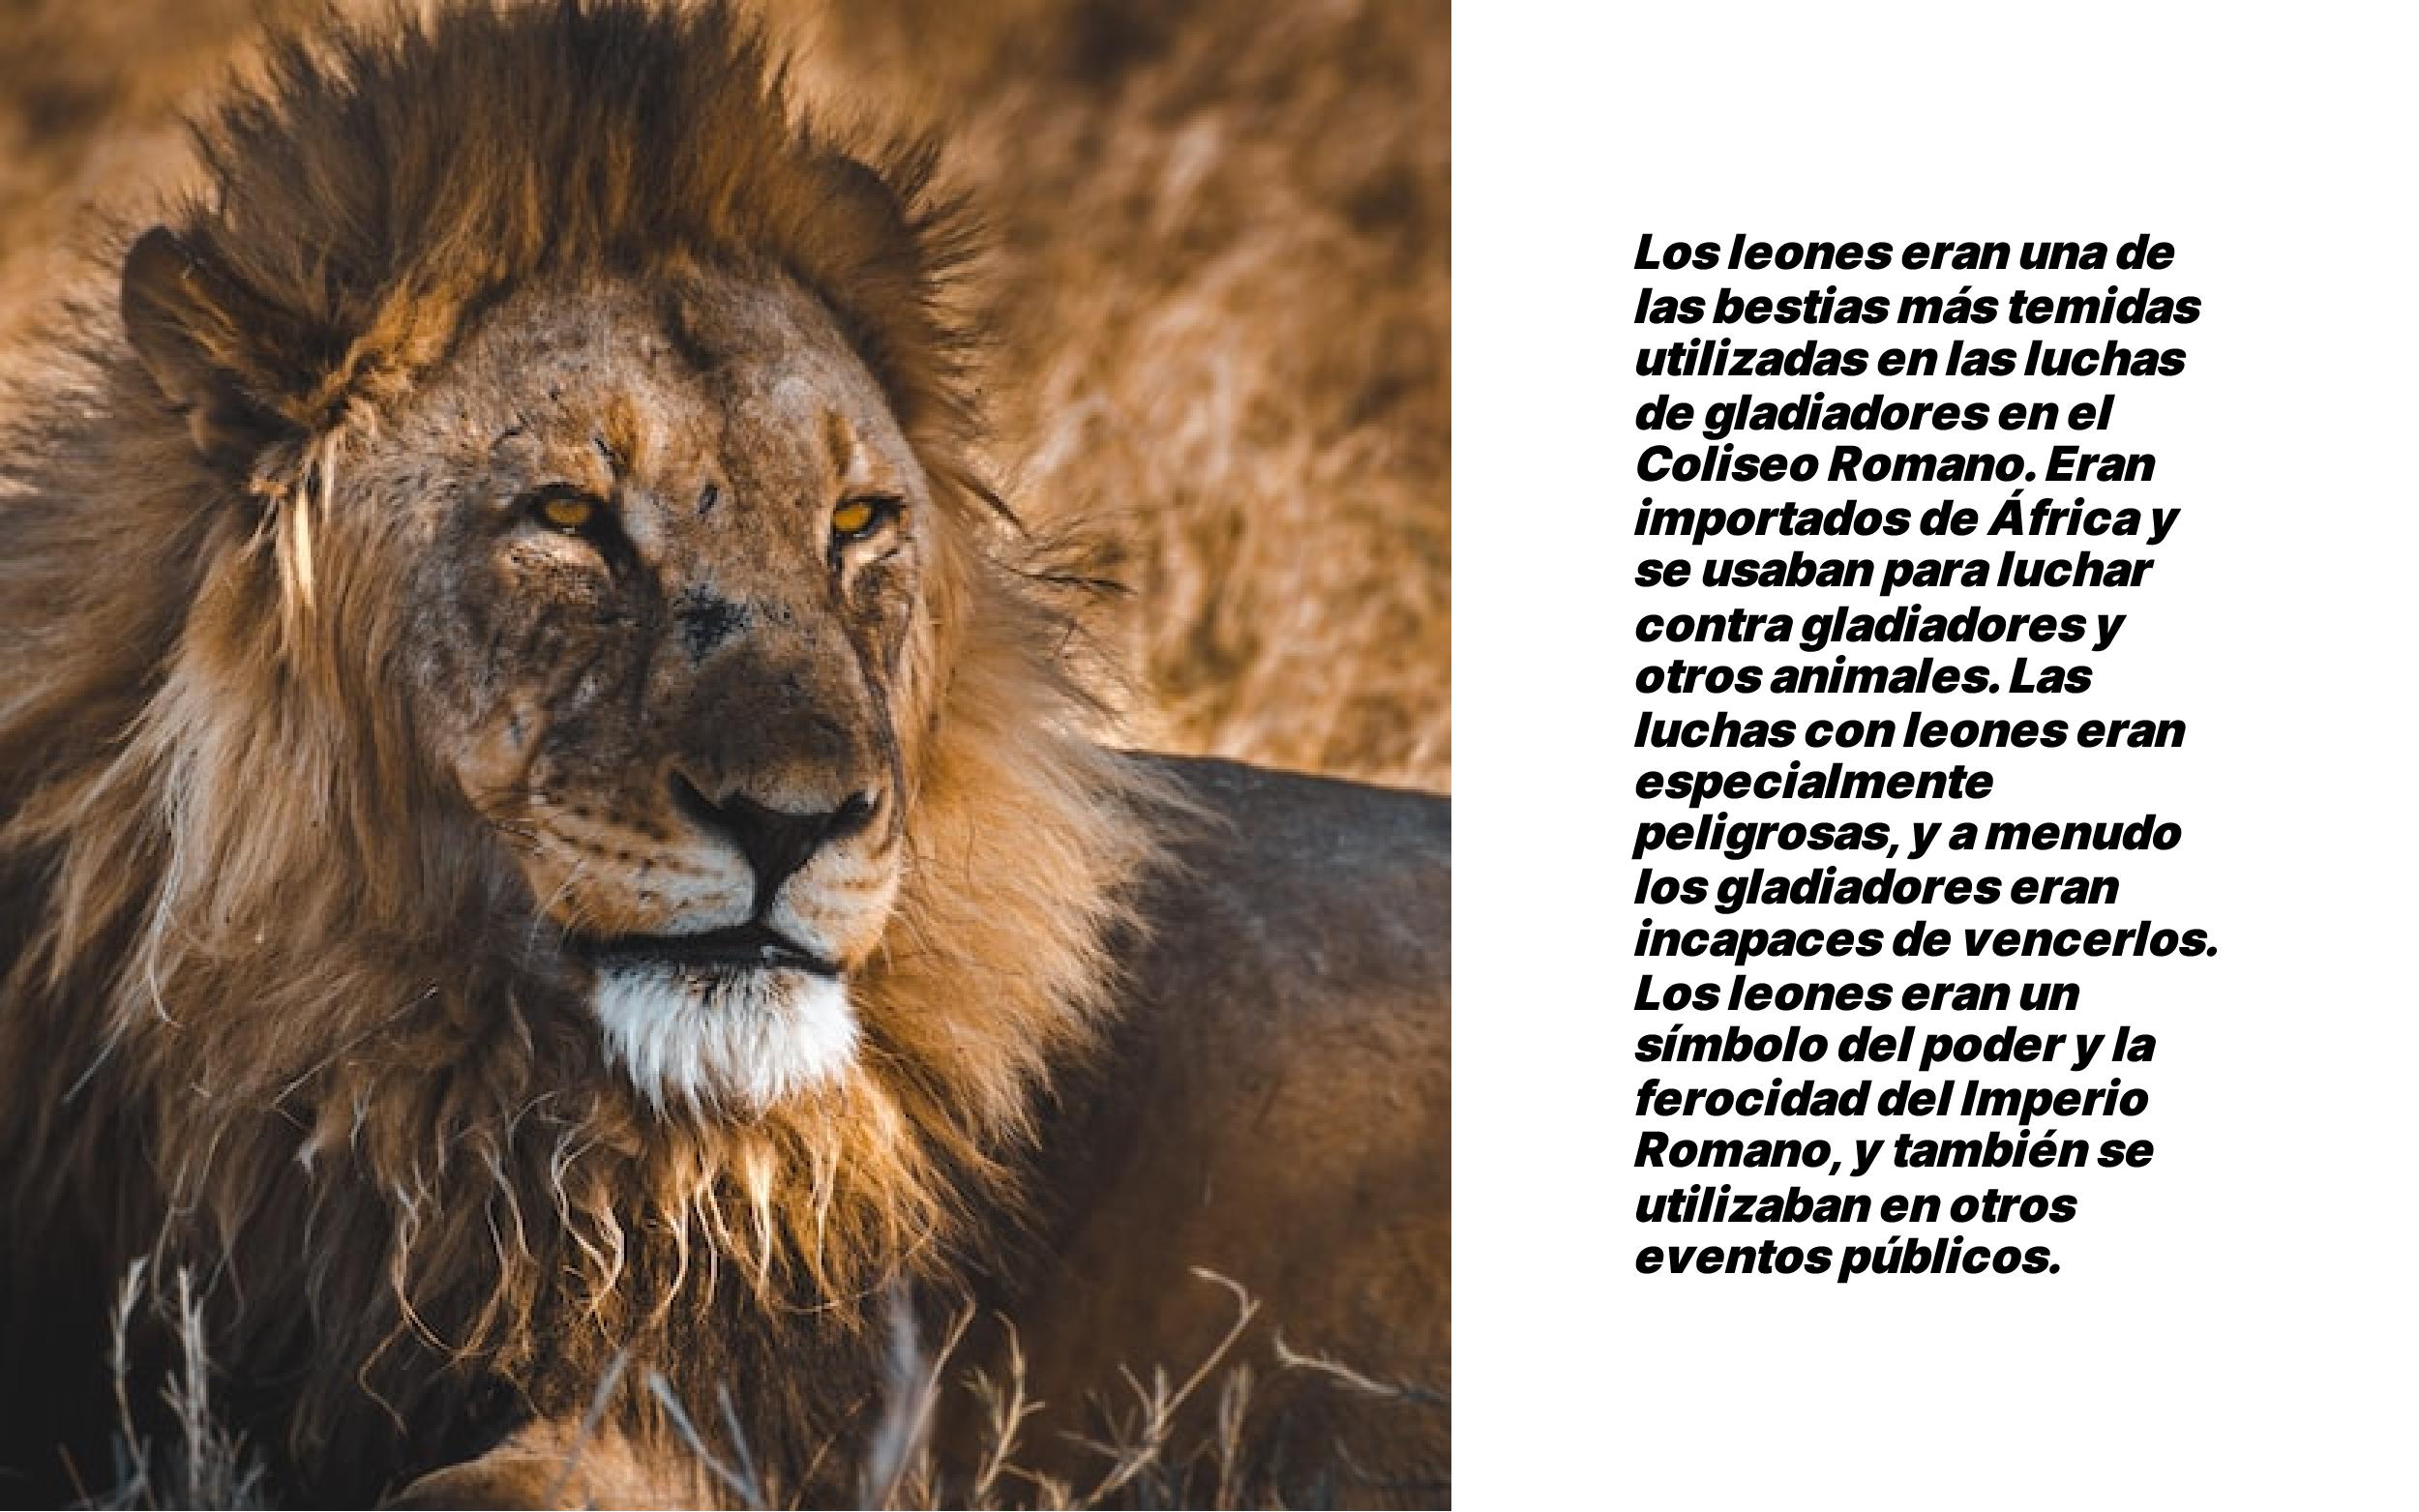 Los leones eran una de
las bestias más temidas
utilizadas en las luchas
de gladiadores en el
Coliseo Romano. Eran
importados de África y
se usaban para luchar
contra gladiadores y
otros animales. Las
luchas con leones eran
especialmente
peligrosas, y a menudo
los gladiadores eran
incapaces de vencerlos.
Los leones eran un
símbolo del poder y la
ferocidad del Imperio
Romano, y también se
utilizaban en otros
eventos públicos.